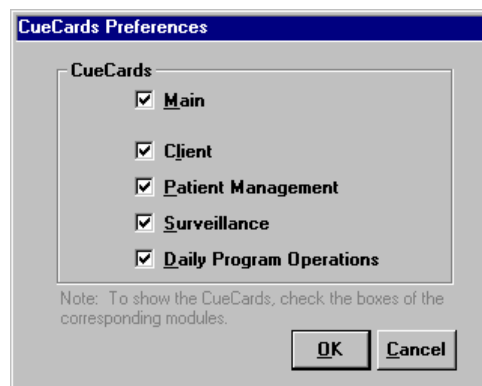 CueCards Preferences
CueCards
Main
Client
Patient Management
Surveillance
Daily Program Operations
Note: To show the CueCards, check the boxes of the
corresponding modules.
OK Cancel